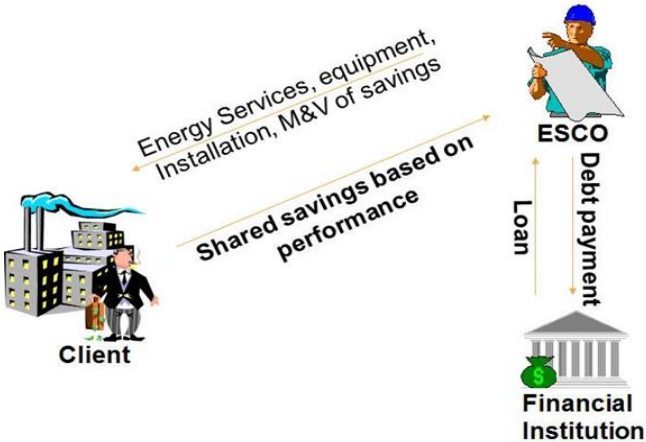 Energy Services, equipment,
Installation, M&V of savings
ESCO
Shared savings based on
performance
Loan
Debt payment
Client
$
Financial
Institution